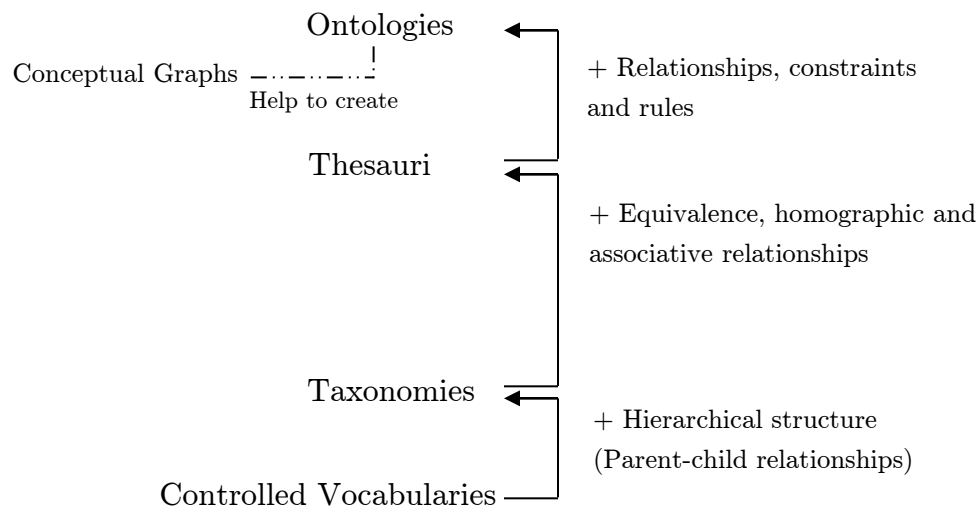 Ontologies
Conceptual Graphs
Help to create
+ Relationships, constraints
and rules
Thesauri
+ Equivalence, homographic and
associative relationships
Taxonomies
+ Hierarchical structure
(Parent-child relationships)
Controlled Vocabularies